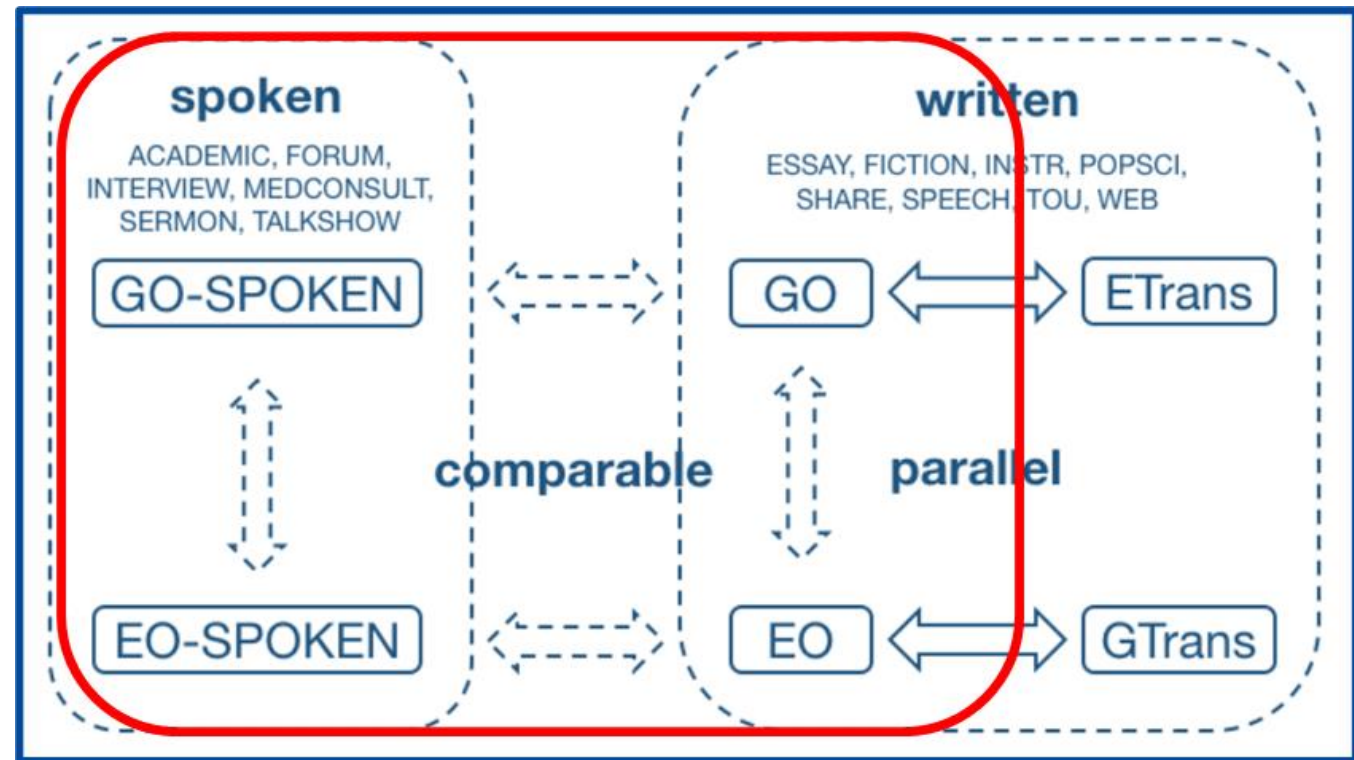 spoken
ACADEMIC, FORUM,
INTERVIEW, MEDCONSULT,
SERMON, TALKSHOW
written
ESSAY, FICTION, INSTR, POPSCI,
SHARE, SPEECH, TOU, WEB
GO-SPOKEN
GO
ETrans
comparable
parallel
EO-SPOKEN
EO
GTrans